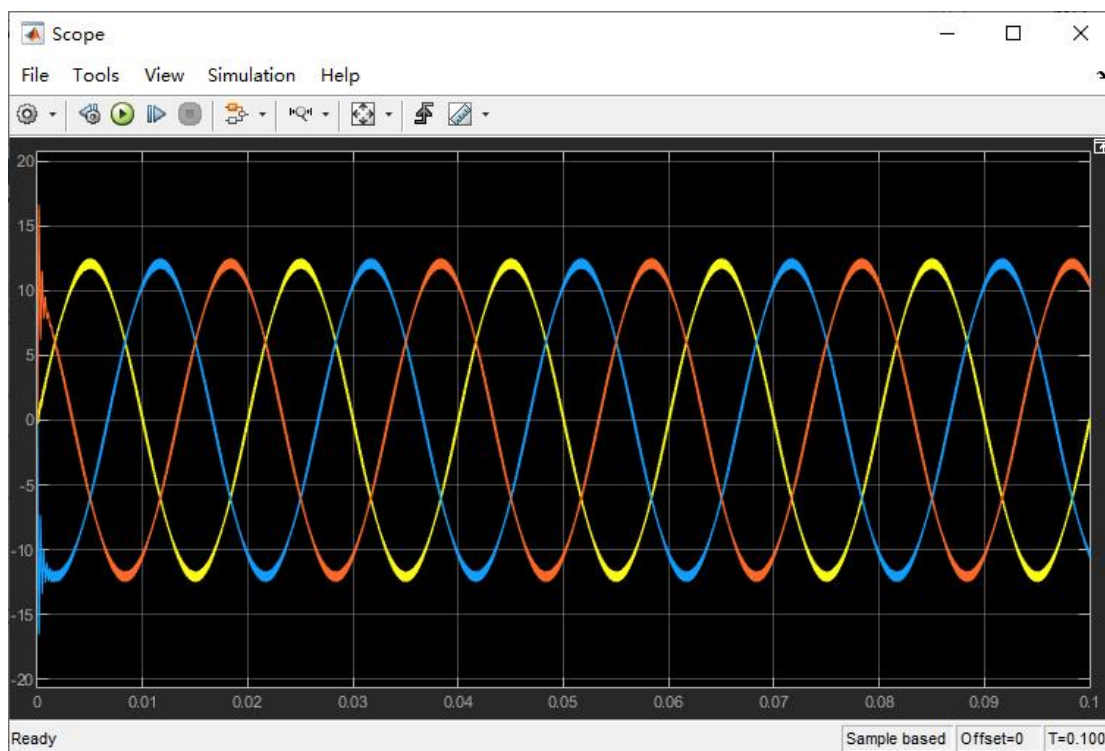 Scope
File Tools View Simulation Help
20
15
10
5
0
-5
-10
-15
-20
0 0.01 0.02 0.03 0.04 0.05 0.06 0.07 0.08 0.09 0.1
Ready Sample based Offset=0 T=0.100